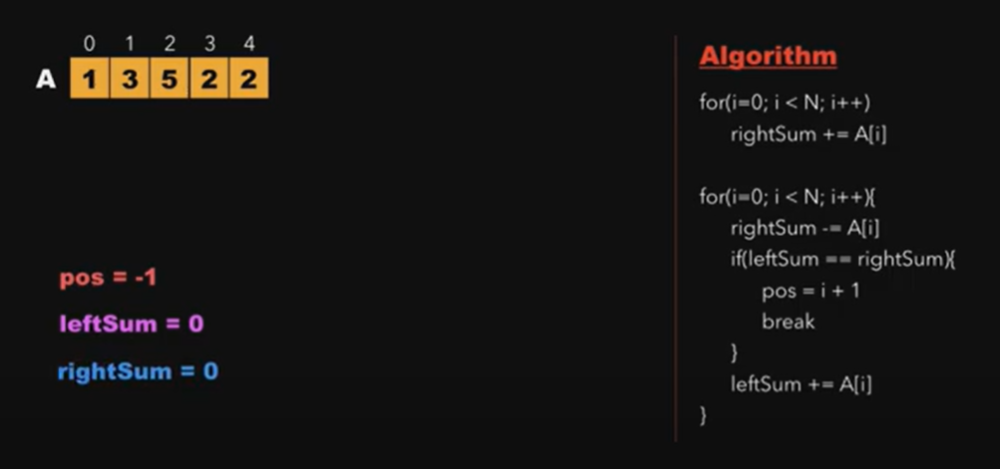 0 1 2 3 4
A 1 3 5 2 2
pos = -1
leftSum = 0
rightSum = 0
Algorithm
for(i=0; i < N; i++)
rightSum += A[i]
for(i=0; i < N; i++){
rightSum -= A[i]
if(leftSum == rightSum){
pos = i + 1
break
}
leftSum += A[i]
}